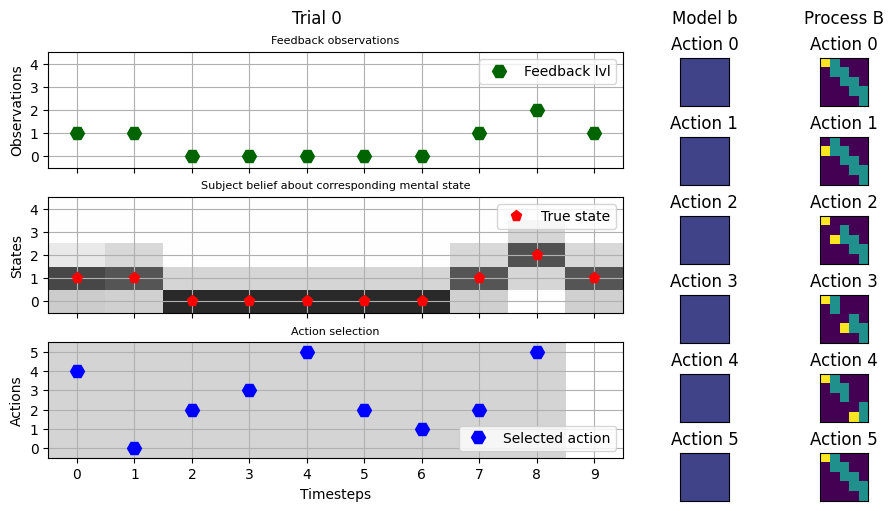 Trial 0
Model b
Process B
Feedback observations
Action 0
Action 0
4
3
2
1
0
Observations
Feedback lvl
Action 1
Action 1
Subject belief about corresponding mental state
4
3
2
1
0
States
True state
Action 2
Action 2
Action 3
Action 3
Action selection
5
4
3
2
1
0
Actions
Selected action
Action 4
Action 4
Action 5
Action 5
0 1 2 3 4 5 6 7 8 9
Timesteps